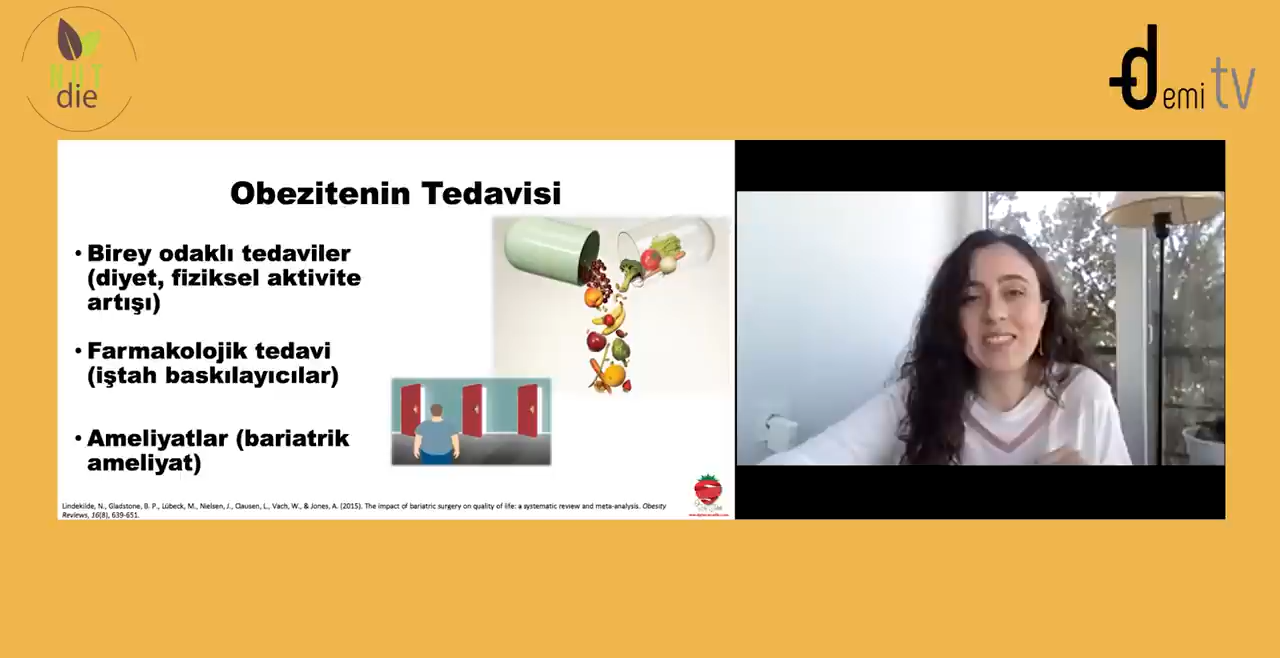 NUT
die
demi tv
Obezitenin Tedavisi
• Birey odaklı tedaviler
(diyet, fiziksel aktivite
artışı)
• Farmakolojik tedavi
(iştah baskılayıcılar)
• Ameliyatlar (bariatrik
ameliyat)
Lindekilde, N., Gladstone, B. P., Lübeck, M., Nielsen, J., Clausen, L., Vach, W., & Jones, A. (2015). The impact of bariatric surgery on quality of life: a systematic review and meta-analysis. Obesity
Reviews, 16(8), 639-651.